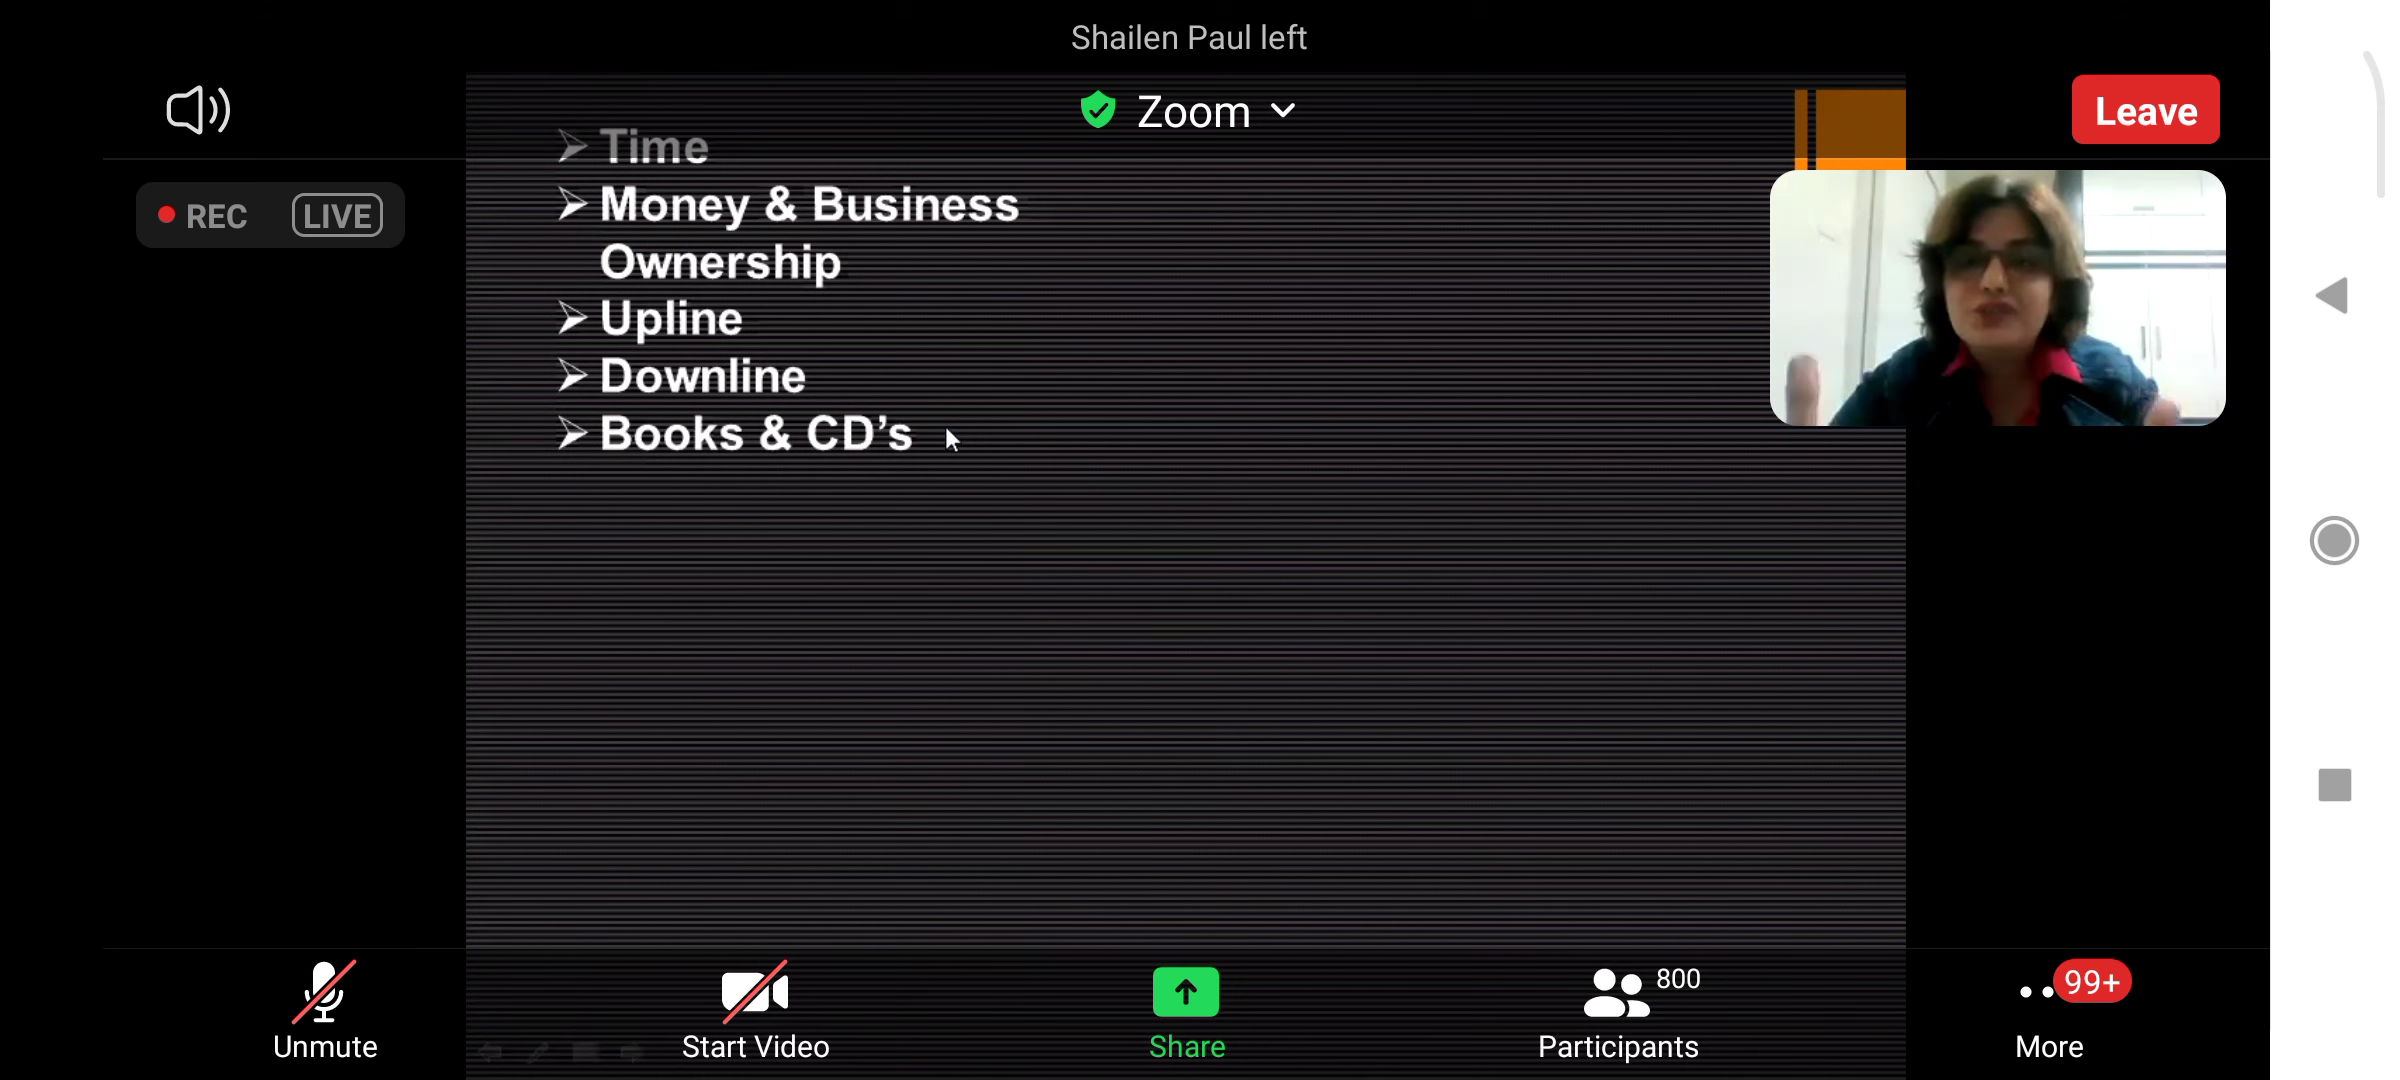 Shailen Paul left
Zoom
Leave
REC LIVE
➢ Time
➢ Money & Business
Ownership
➢ Upline
➢ Downline
➢ Books & CD’s
Unmute
Start Video
Share
800
Participants
99+
More